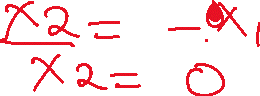 x2 = - x1
x2 = 0